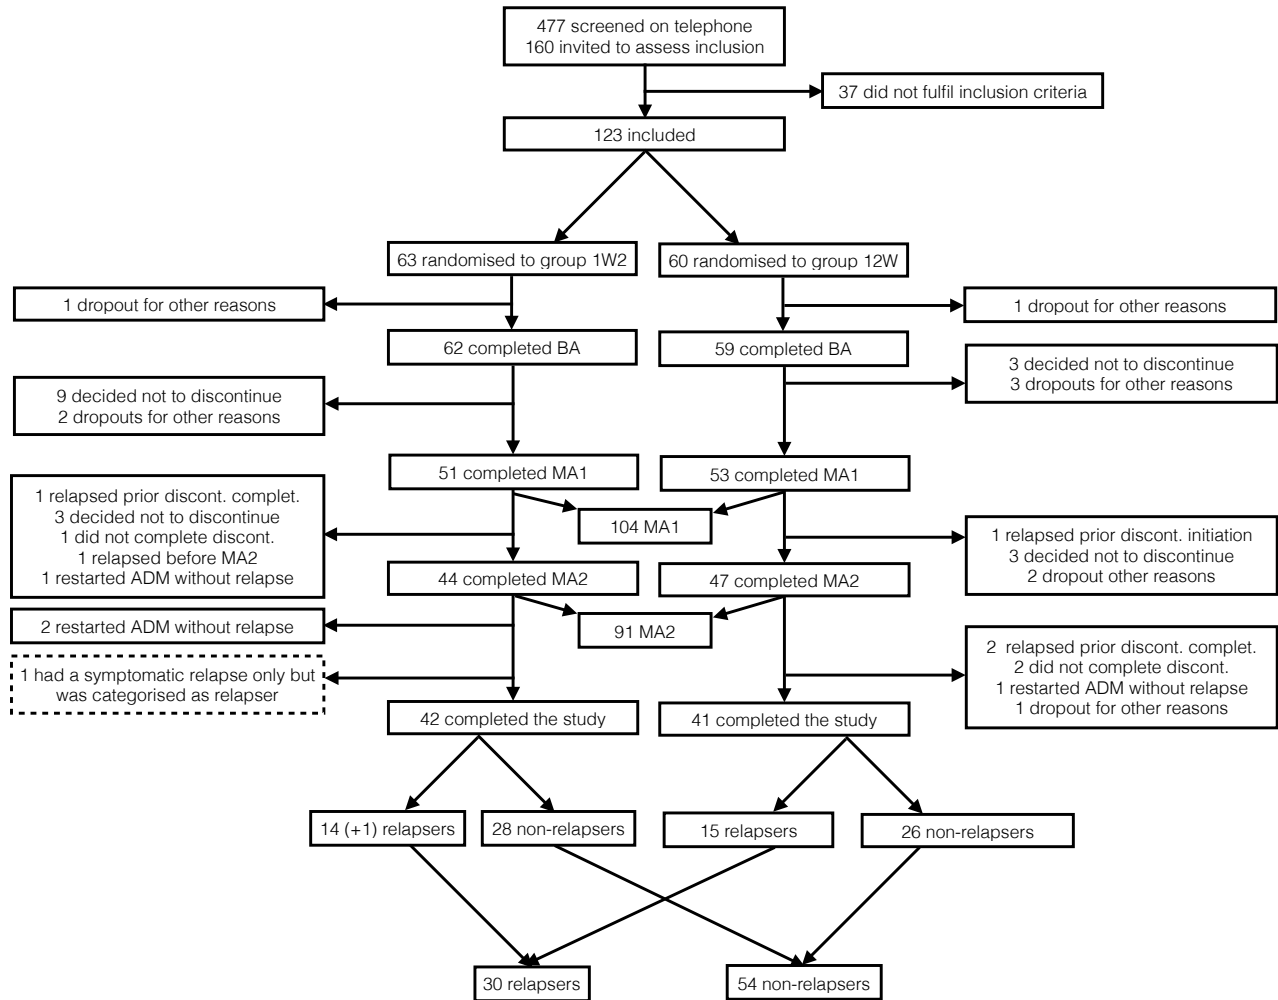 477 screened on telephone
160 invited to assess inclusion
37 did not fulfil inclusion criteria
123 included
63 randomised to group 1W2
60 randomised to group 12W
1 dropout for other reasons
1 dropout for other reasons
62 completed BA
59 completed BA
9 decided not to discontinue
2 dropouts for other reasons
3 decided not to discontinue
3 dropouts for other reasons
51 completed MA1
53 completed MA1
104 MA1
1 relapsed prior discont. complet.
3 decided not to discontinue
1 did not complete discont.
1 relapsed before MA2
1 restarted ADM without relapse
1 relapsed prior discont. initiation
3 decided not to discontinue
2 dropout other reasons
44 completed MA2
47 completed MA2
91 MA2
2 restarted ADM without relapse
1 had a symptomatic relapse only but
was categorised as relapser
2 relapsed prior discont. complet.
2 did not complete discont.
1 restarted ADM without relapse
1 dropout for other reasons
42 completed the study
41 completed the study
14 (+1) relapsers
28 non-relapsers
15 relapsers
26 non-relapsers
30 relapsers
54 non-relapsers